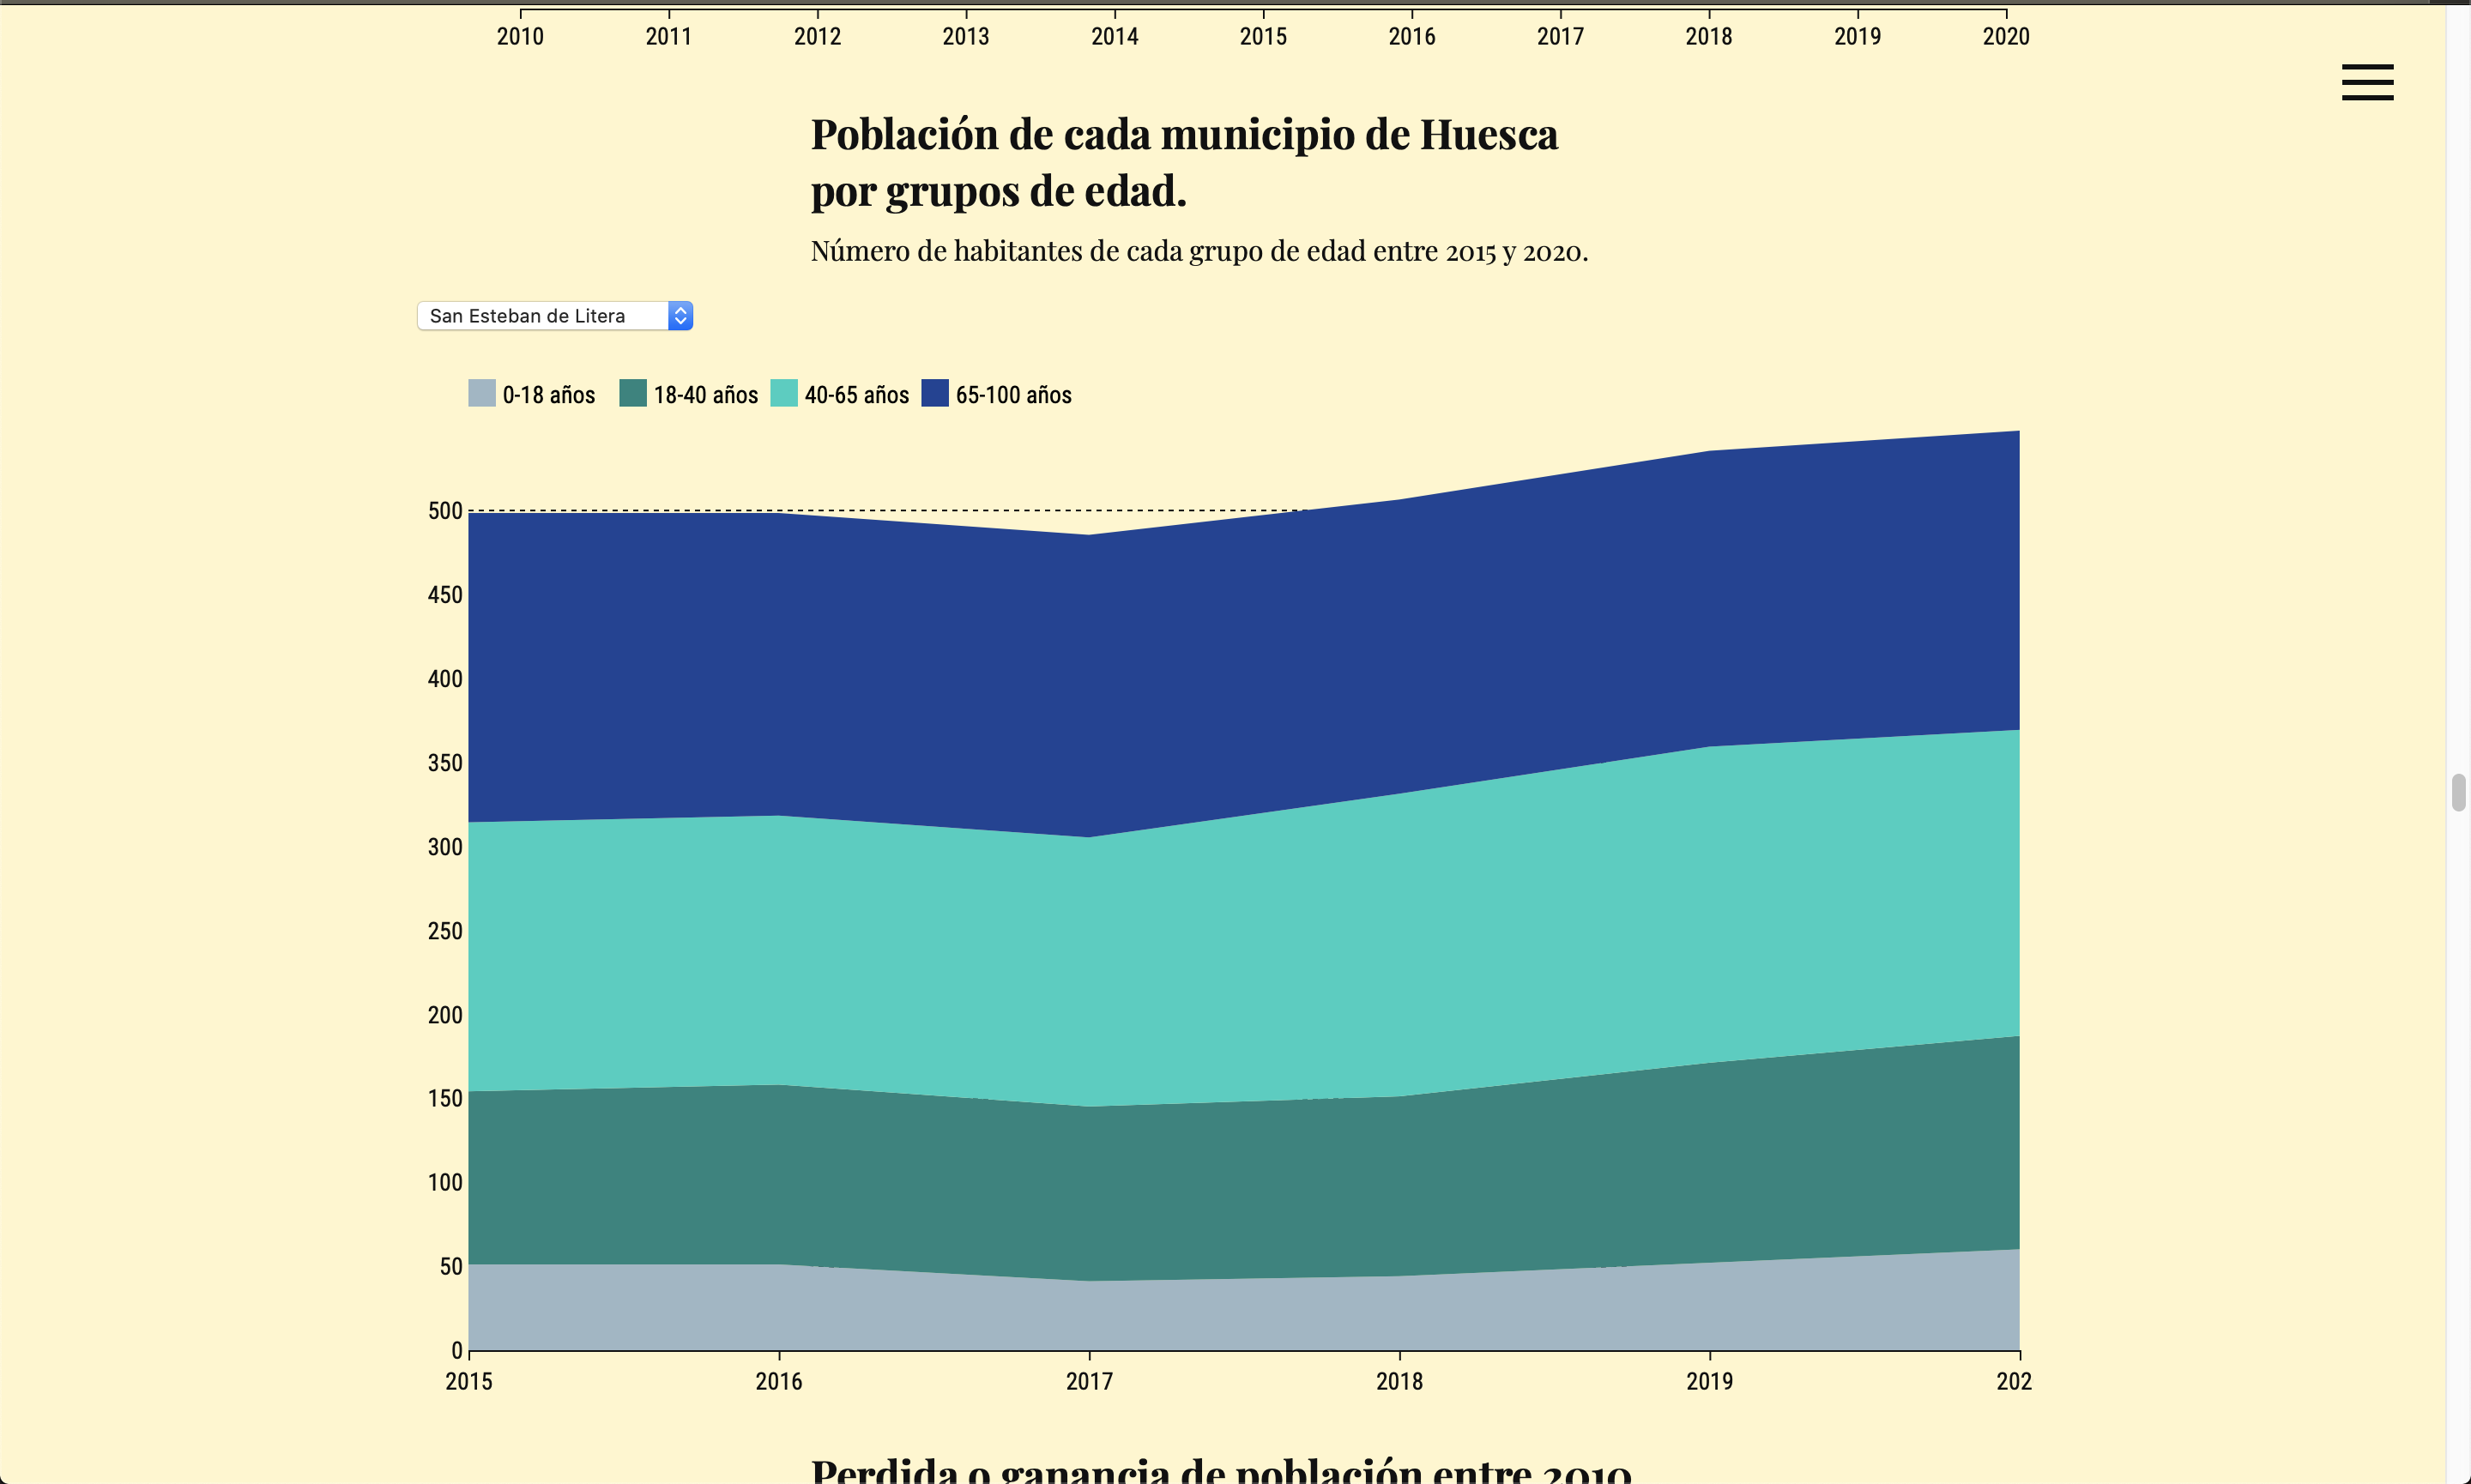 2010 2011 2012 2013 2014 2015 2016 2017 2018 2019 2020
Población de cada municipio de Huesca
por grupos de edad.
Número de habitantes de cada grupo de edad entre 2015 y 2020.
San Esteban de Litera
0-18 años 18-40 años 40-65 años 65-100 años
500
450
400
350
300
250
200
150
100
50
0
2015 2016 2017 2018 2019 202
Perdida o ganancia de población entre 2010